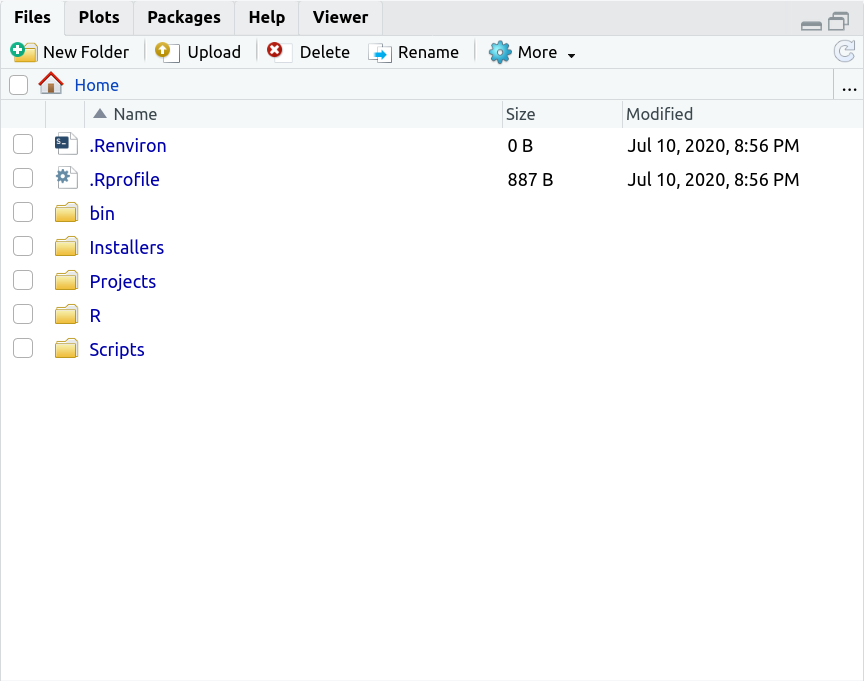 Files Plots Packages Help Viewer
New Folder Upload Delete Rename More
Home ...
Name Size Modified
.Renviron 0 B Jul 10, 2020, 8:56 PM
.Rprofile 887 B Jul 10, 2020, 8:56 PM
bin
Installers
Projects
R
Scripts